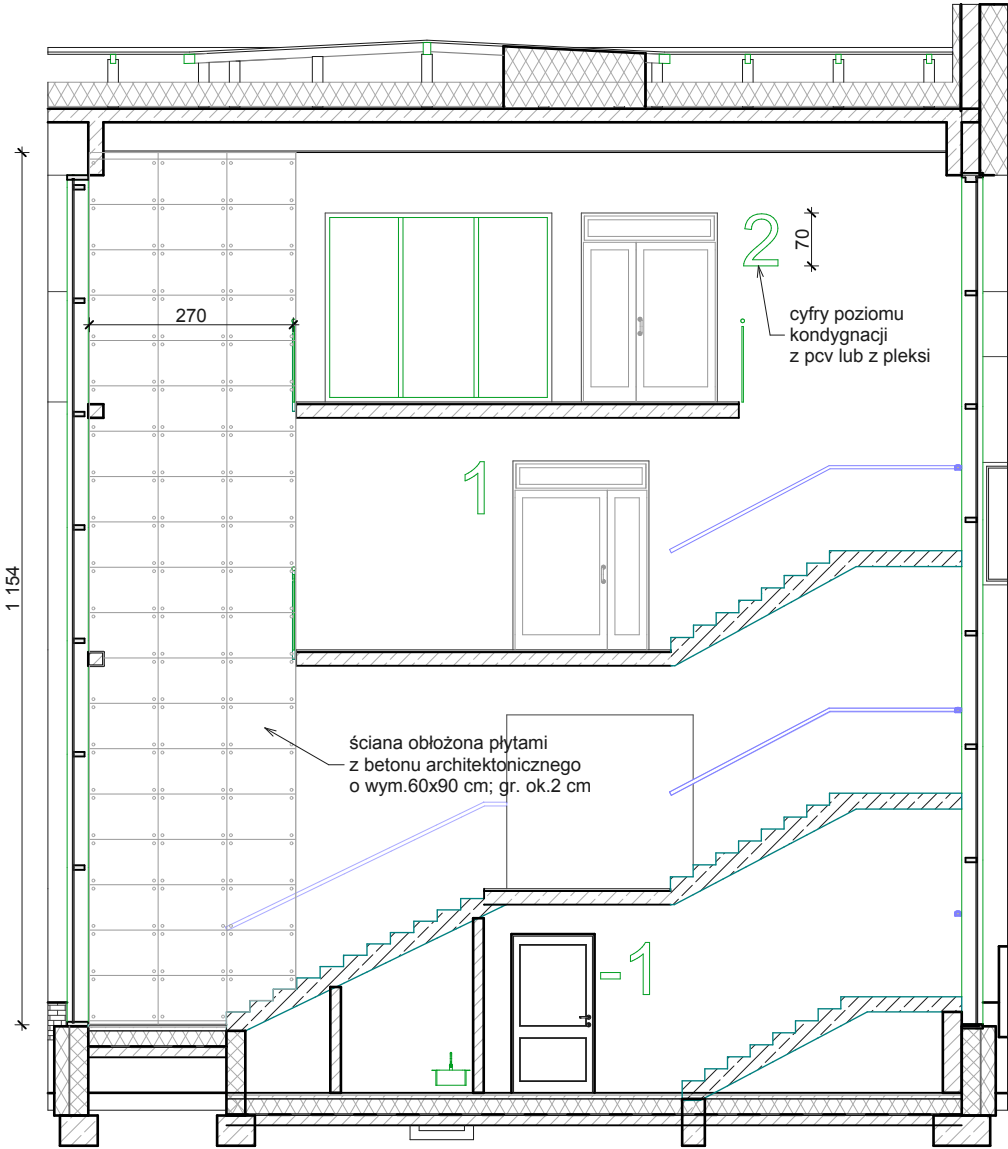 2
70
cyfry poziomu
kondygnacji
z pcv lub z pleksi
270
1
1 154
ściana obłożona płytami
z betonu architektonicznego
o wym.60x90 cm; gr. ok.2 cm
-1